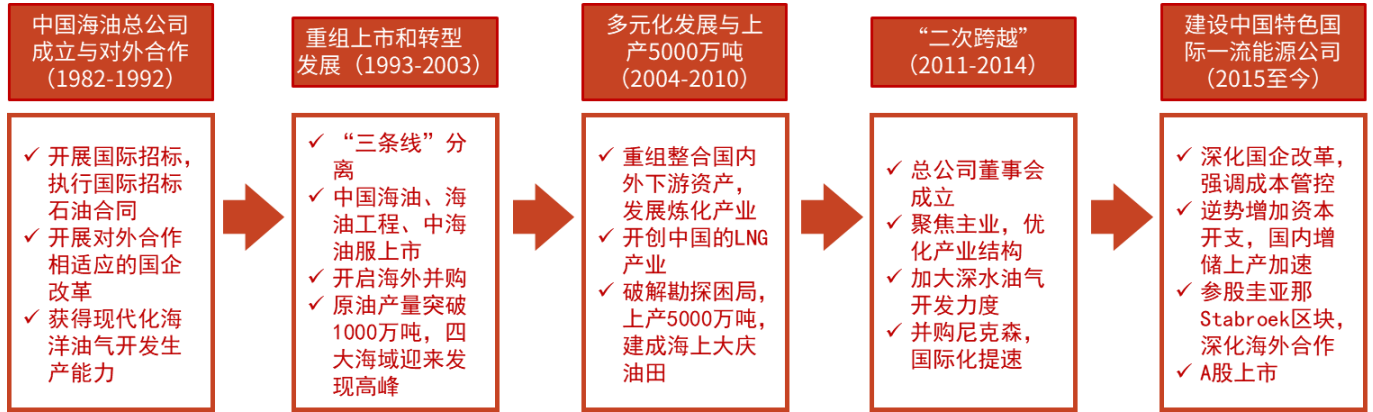 中国海油总公司
成立与对外合作
（1982-1992）
✓ 开展国际招标，
执行国际招标
石油合同
✓ 开展对外合作
相适应的国企
改革
✓ 获得现代化海
洋油气开发生
产能力
重组上市和转型
发展（1993-2003）
✓ “三条线”分
离
✓ 中国海油、海
油工程、中海
油服上市
✓ 开启海外并购
✓ 原油产量突破
1000万吨，四
大海域迎来发
现高峰
多元化发展与上
产5000万吨
（2004-2010）
✓ 重组整合国内
外下游资产，
发展炼化产业
✓ 开创中国的LNG
产业
✓ 破解勘探困局，
上产5000万吨，
建成海上大庆
油田
“二次跨越”
（2011-2014）
✓ 总公司董事会
成立
✓ 聚焦主业，优
化产业结构
✓ 加大深水油气
开发力度
✓ 并购尼克森，
国际化提速
建设中国特色国
际一流能源公司
（2015至今）
✓ 深化国企改革，
强调成本管控
✓ 逆势增加资本
开支，国内增
储上产加速
✓ 参股圭亚那
Stabroek区块，
深化海外合作
✓ A股上市